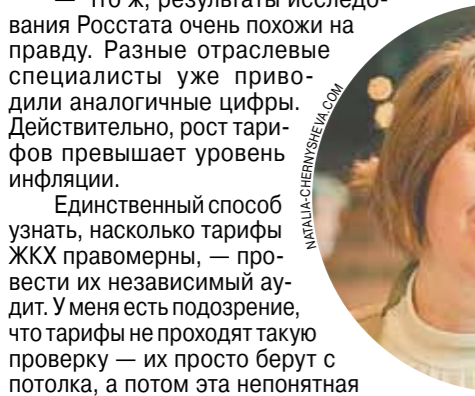 — Что ж, результаты исследо-
вания Росстата очень похожи на
правду. Разные отраслевые
специалисты уже приво-
дили аналогичные цифры.
Действительно, рост тари-
фов превышает уровень
инфляции.
Единственный способ
узнать, насколько тарифы
ЖКХ правомерны, — про-
вести их независимый ау-
дит. У меня есть подозрение,
что тарифы не проходят такую
проверку — их просто берут с
потолка, а потом эта непонятная
NATALIA-CHERNYSHEVA.COM